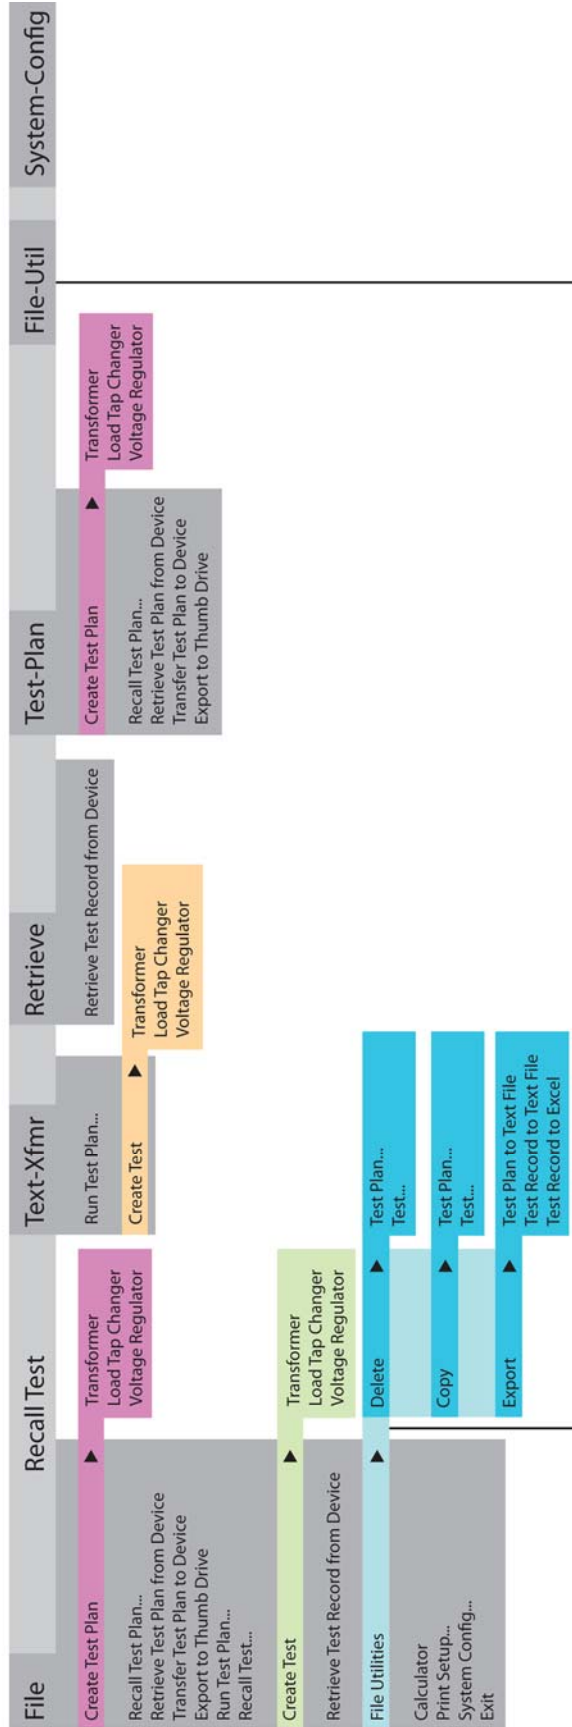 File
Recall Test
Text-Xfmr
Retrieve
Test-Plan
File-Util
System-Config
Create Test Plan ▶
Transformer
Load Tap Changer
Voltage Regulator
Recall Test Plan...
Retrieve Test Plan from Device
Transfer Test Plan to Device
Export to Thumb Drive
Run Test Plan...
Recall Test...
Create Test ▶
Transformer
Load Tap Changer
Voltage Regulator
Retrieve Test Record from Device
File Utilities ▶
Delete ▶
Test Plan...
Test...
Copy ▶
Test Plan...
Test...
Export ▶
Test Plan to Text File
Test Record to Text File
Test Record to Excel
Calculator
Print Setup...
System Config...
Exit
Run Test Plan...
Create Test ▶
Transformer
Load Tap Changer
Voltage Regulator
Retrieve Test Record from Device
Create Test Plan ▶
Transformer
Load Tap Changer
Voltage Regulator
Recall Test Plan...
Retrieve Test Plan from Device
Transfer Test Plan to Device
Export to Thumb Drive